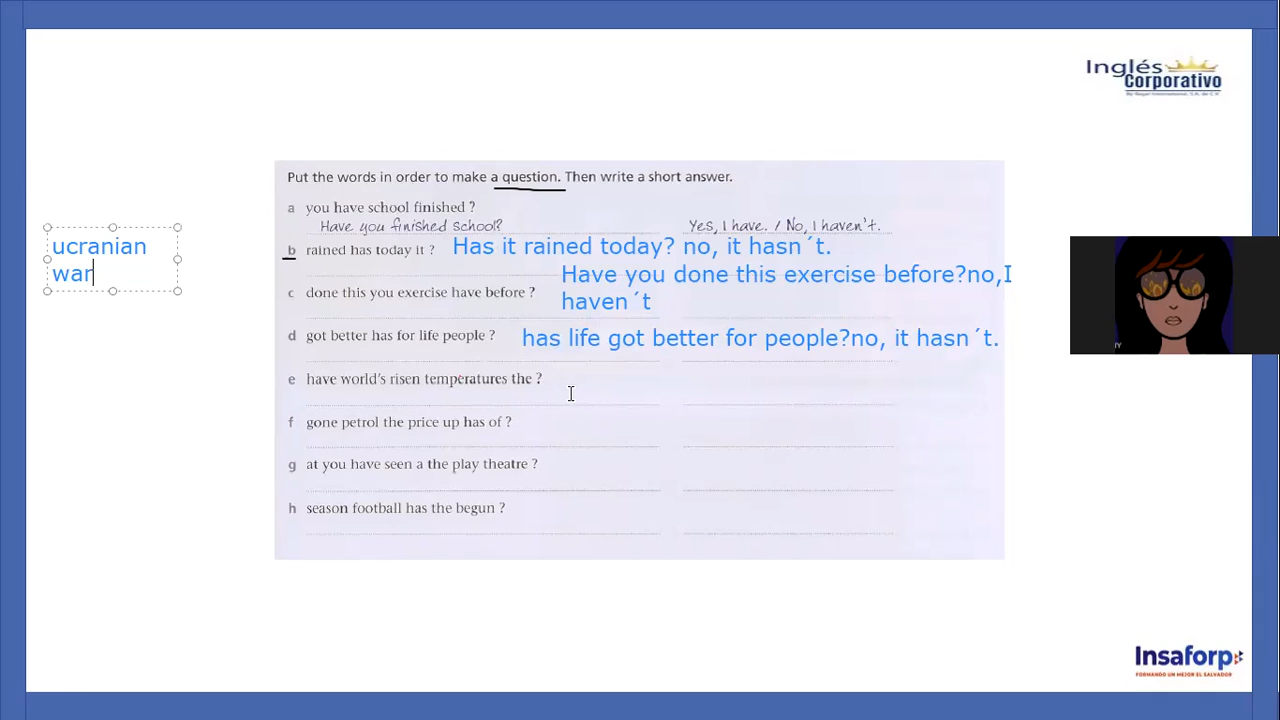 Inglés
Corporativo
Put the words in order to make a question. Then write a short answer.
a you have school finished ?
Have you finished school? Yes, I have. / No, I haven't.
b rained has today it ? Has it rained today? no, it hasn´t.
ucranian
war
Have you done this exercise before?no,I
c done this you exercise have before ? haven´t
d got better has for life people ? has life got better for people?no, it hasn´t.
e have world's risen temperatures the ?
f gone petrol the price up has of ?
g at you have seen a the play theatre ?
h season football has the begun ?
Insaforp
FORMANDO UN MEJOR EL SALVADOR